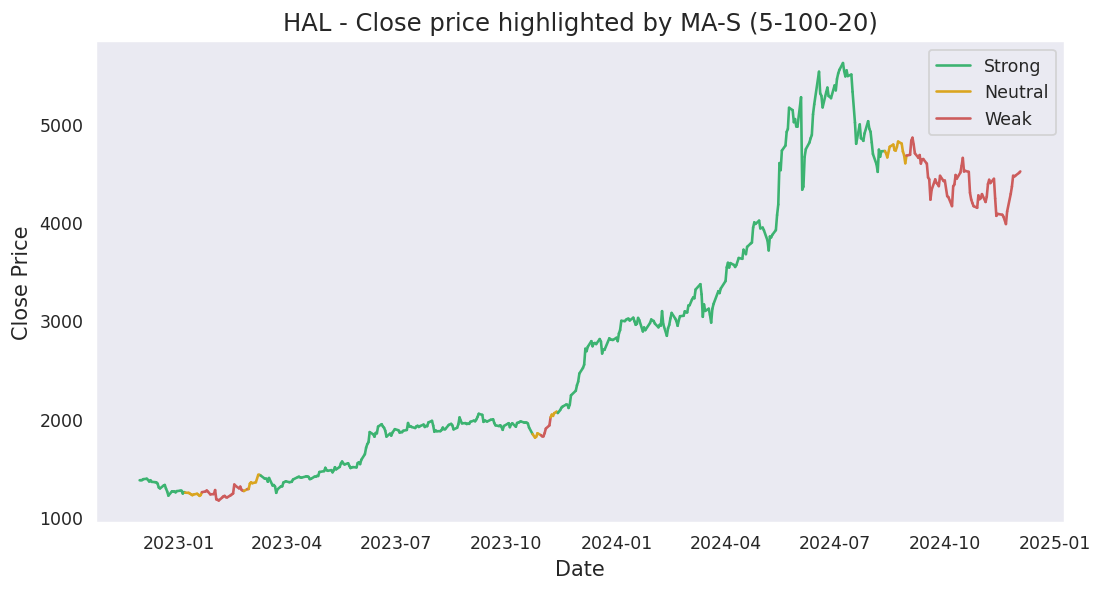 HAL - Close price highlighted by MA-S (5-100-20)
Strong
Neutral
Weak
Close Price
5000
4000
3000
2000
1000
2023-01 2023-04 2023-07 2023-10 2024-01 2024-04 2024-07 2024-10 2025-01
Date